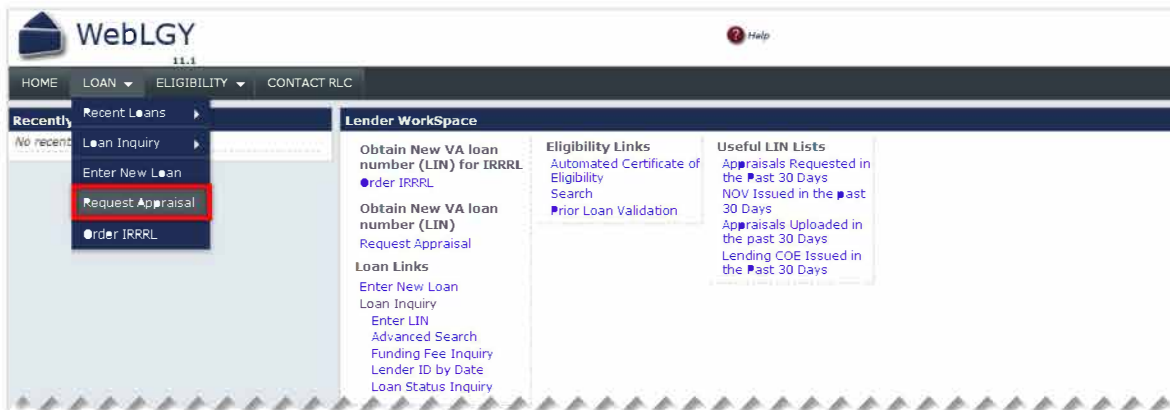 WebLGY
11.1
Help
HOME LOAN ELIGIBILITY CONTACT RLC
Recent Loans
Loan Inquiry
Enter New Loan
Request Appraisal
Order IRRRL
Recently
No recent
Lender WorkSpace
Obtain New VA loan
number (LIN) for IRRRL
Order IRRRL
Obtain New VA loan
number (LIN)
Request Appraisal
Loan Links
Enter New Loan
Loan Inquiry
Enter LIN
Advanced Search
Funding Fee Inquiry
Lender ID by Date
Loan Status Inquiry
Eligibility Links
Automated Certificate of
Eligibility
Search
Prior Loan Validation
Useful LIN Lists
Appraisals Requested in
the Past 30 Days
NOV Issued in the past
30 Days
Appraisals Uploaded in
the past 30 Days
Lending COE Issued in
the Past 30 Days